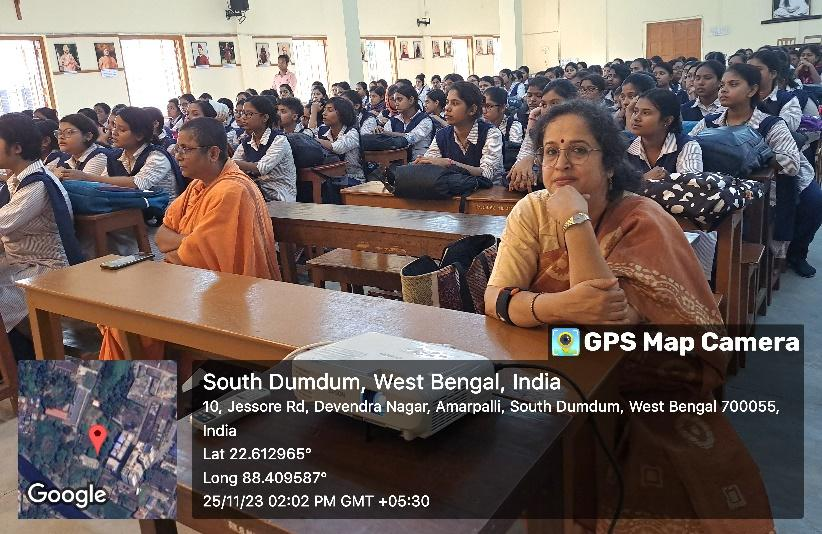 GPS Map Camera
South Dumdum, West Bengal, India
10, Jessore Rd, Devendra Nagar, Amarpalli, South Dumdum, West Bengal 700055,
India
Lat 22.612965°
Long 88.409587°
25/11/23 02:02 PM GMT +05:30
Google